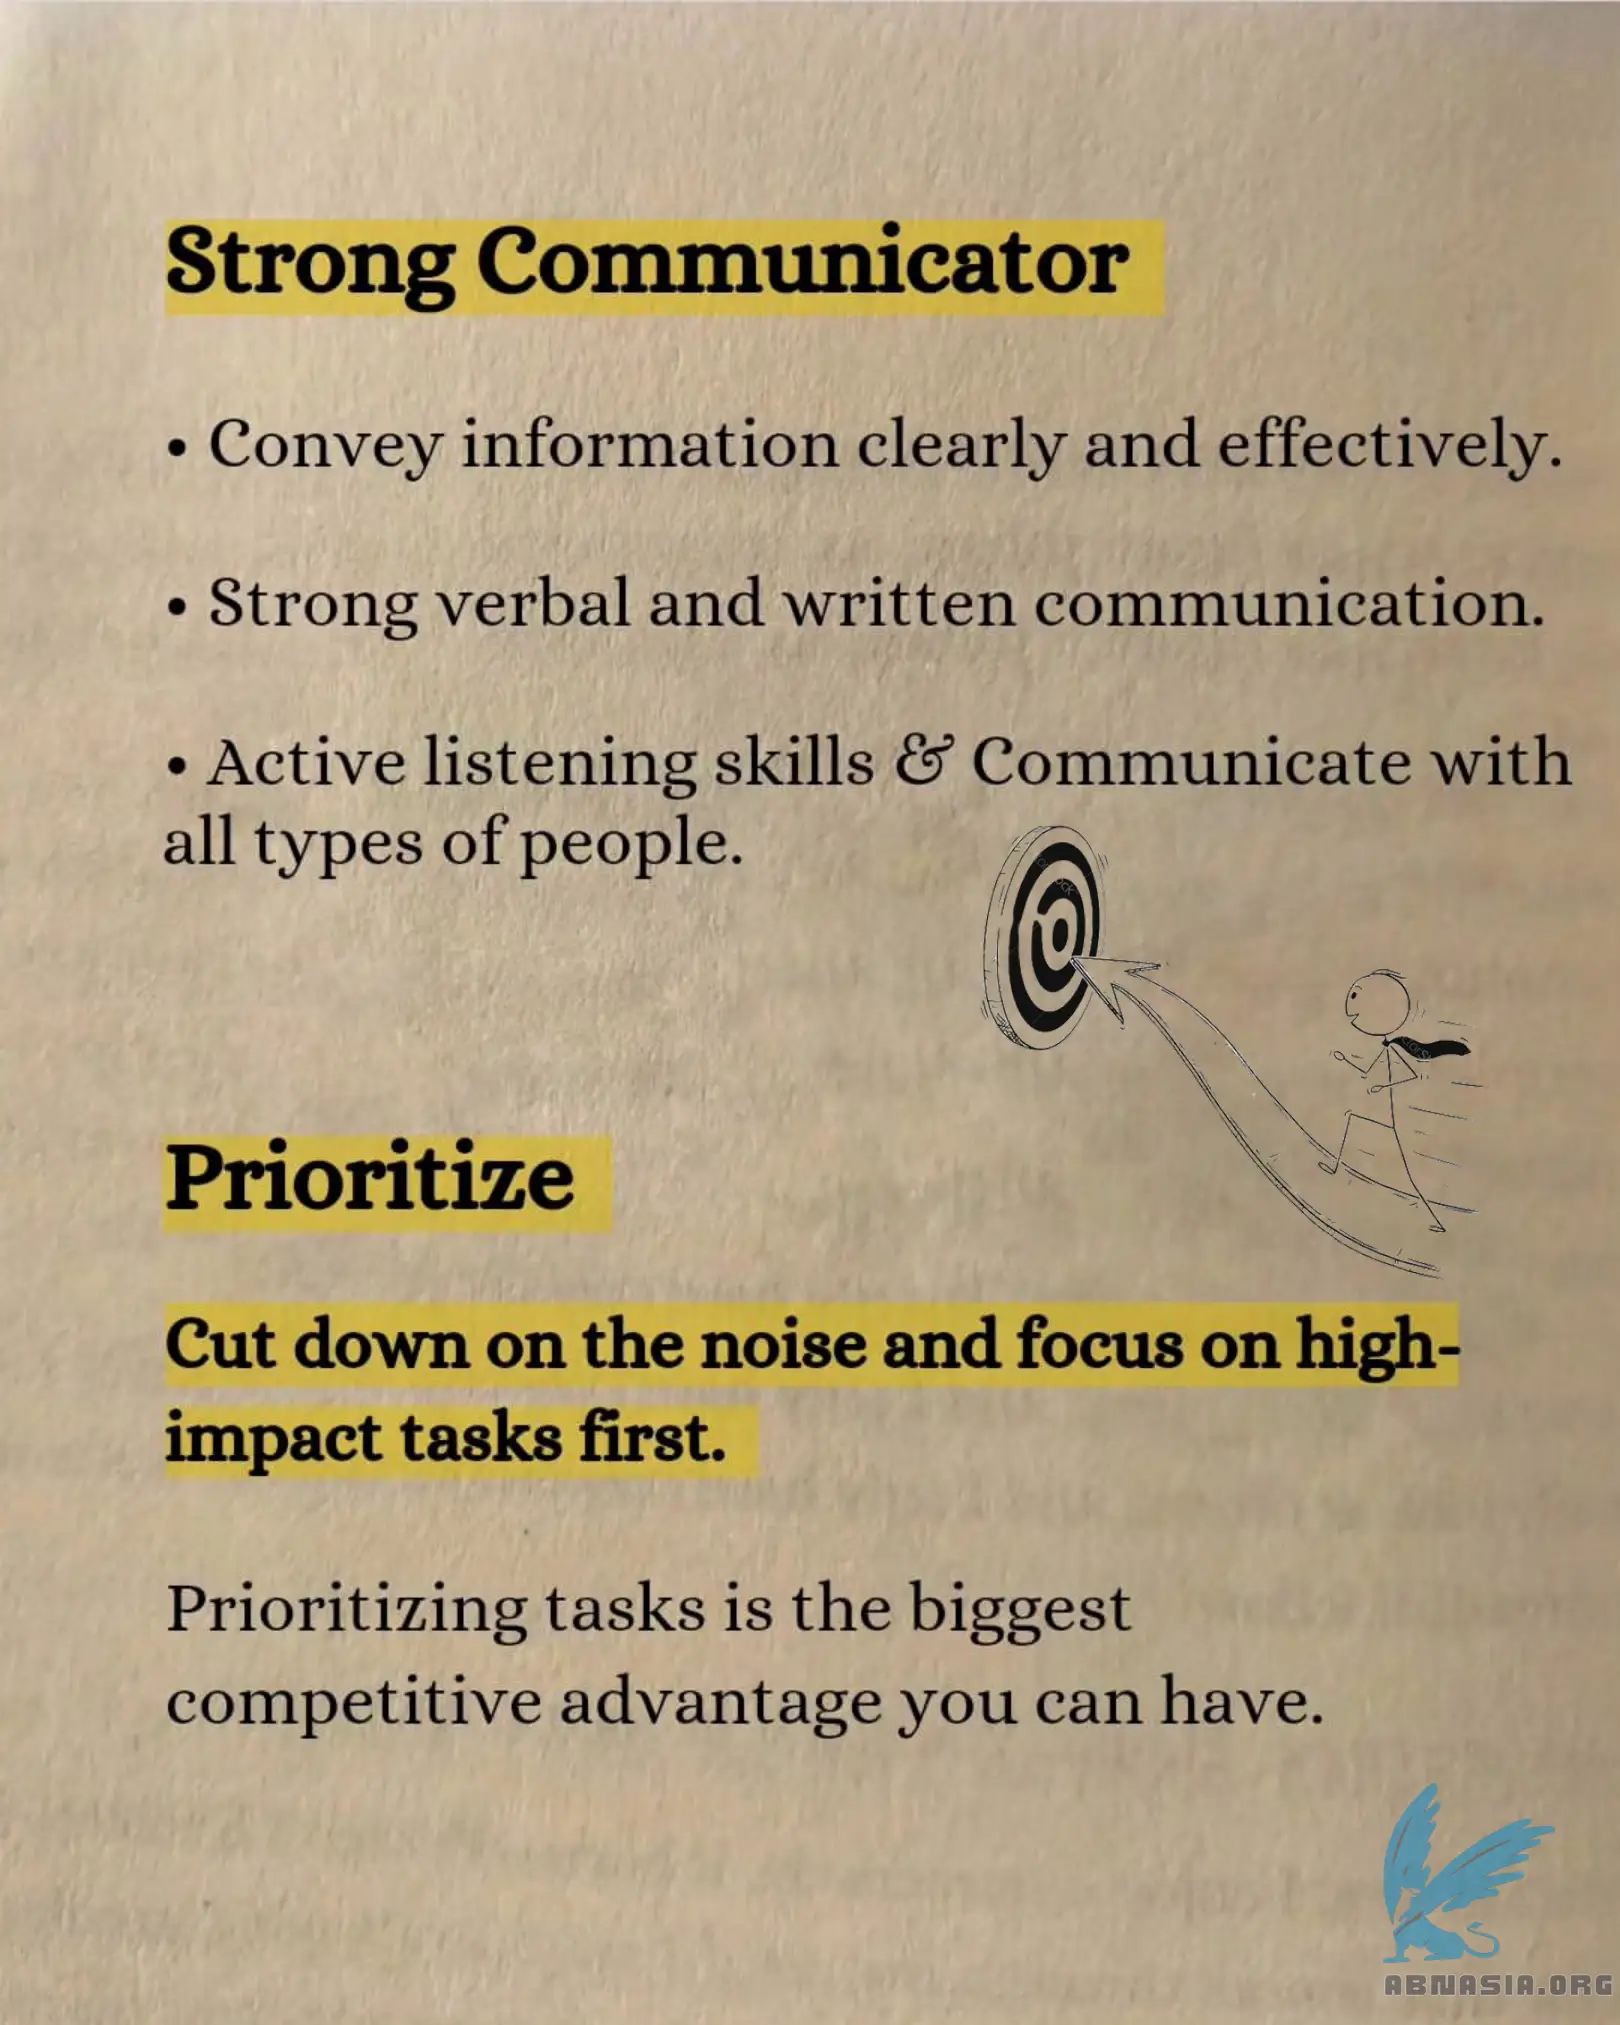 Strong Communicator
• Convey information clearly and effectively.
• Strong verbal and written communication.
• Active listening skills & Communicate with
all types of people.
Prioritize
Cut down on the noise and focus on high-
impact tasks first.
Prioritizing tasks is the biggest
competitive advantage you can have.
ABNASIA.ORG